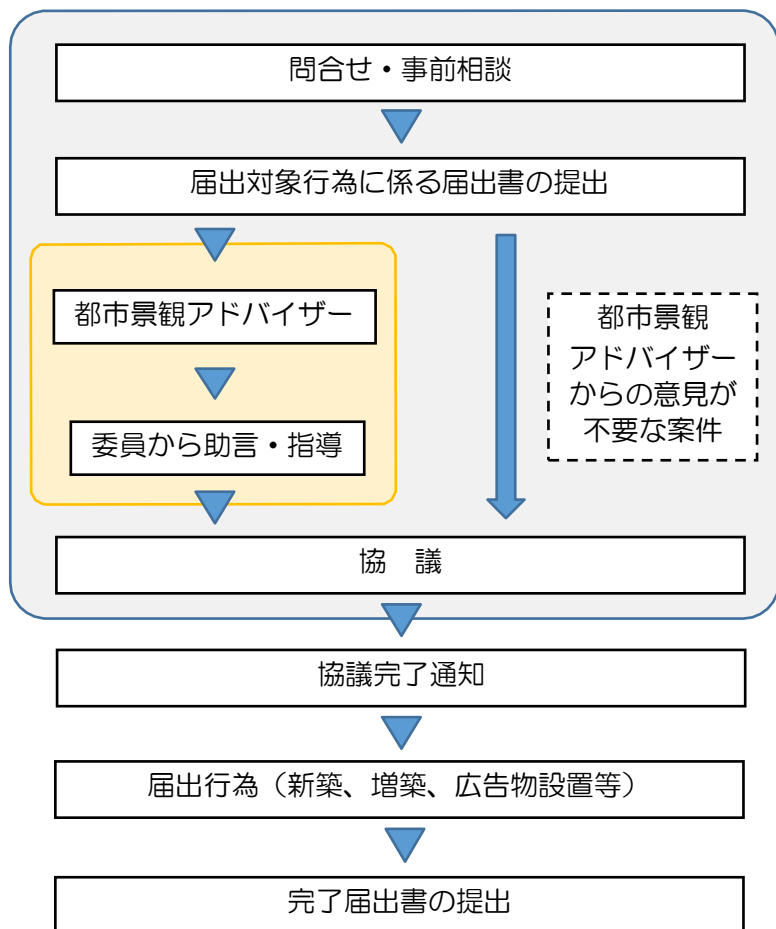 問合せ・事前相談
届出対象行為に係る届出書の提出
都市景観アドバイザー
委員から助言・指導
都市景観
アドバイザー
からの意見が
不要な案件
協　議
協議完了通知
届出行為（新築、増築、広告物設置等）
完了届出書の提出